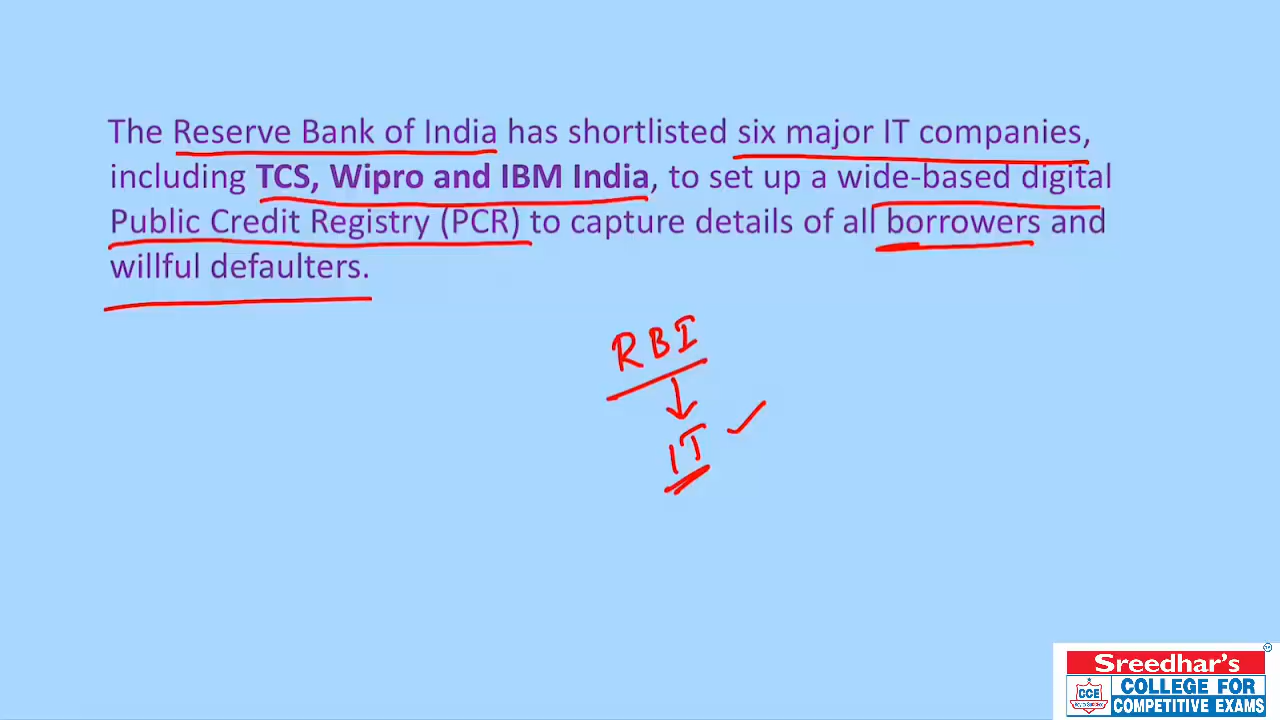 The Reserve Bank of India has shortlisted six major IT companies,
including TCS, Wipro and IBM India, to set up a wide-based digital
Public Credit Registry (PCR) to capture details of all borrowers and
willful defaulters.
RBI
IT
Sreedhar's
CCE
COLLEGE FOR
COMPETITIVE EXAMS